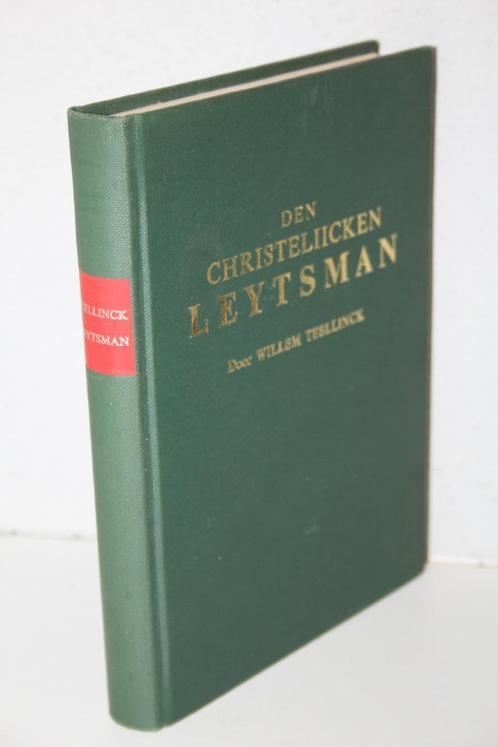 TEELLINCK
LEYTSMAN
DEN
CHRISTELIICKEN
LEYTSMAN
Door WILLEM TEELLINCK